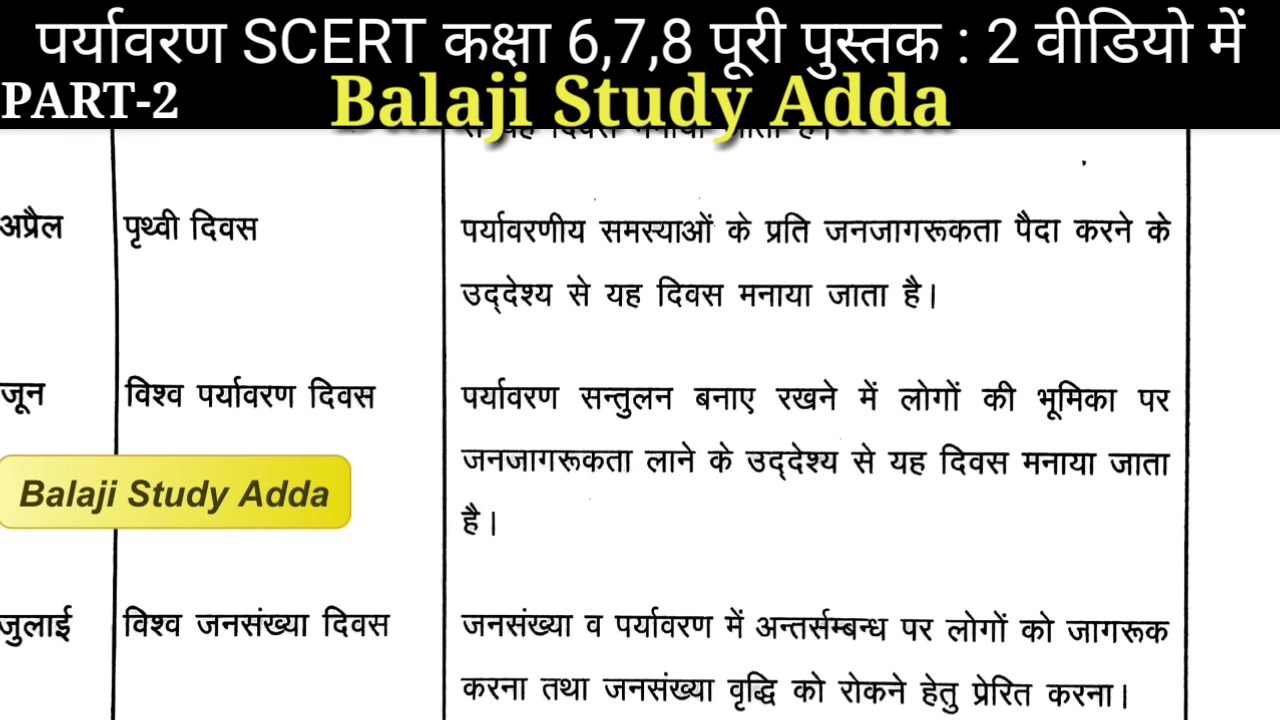 पर्यावरण SCERT कक्षा 6,7,8 पूरी पुस्तक : 2 वीडियो में
PART-2
Balaji Study Adda
अप्रैल पृथ्वी दिवस पर्यावरणीय समस्याओं के प्रति जनजागरूकता पैदा करने के
उद्देश्य से यह दिवस मनाया जाता है।
जून विश्व पर्यावरण दिवस पर्यावरण सन्तुलन बनाए रखने में लोगों की भूमिका पर
जनजागरूकता लाने के उद्देश्य से यह दिवस मनाया जाता
है।
Balaji Study Adda
जुलाई विश्व जनसंख्या दिवस जनसंख्या व पर्यावरण में अन्तर्सम्बन्ध पर लोगों को जागरूक
करना तथा जनसंख्या वृद्धि को रोकने हेतु प्रेरित करना।